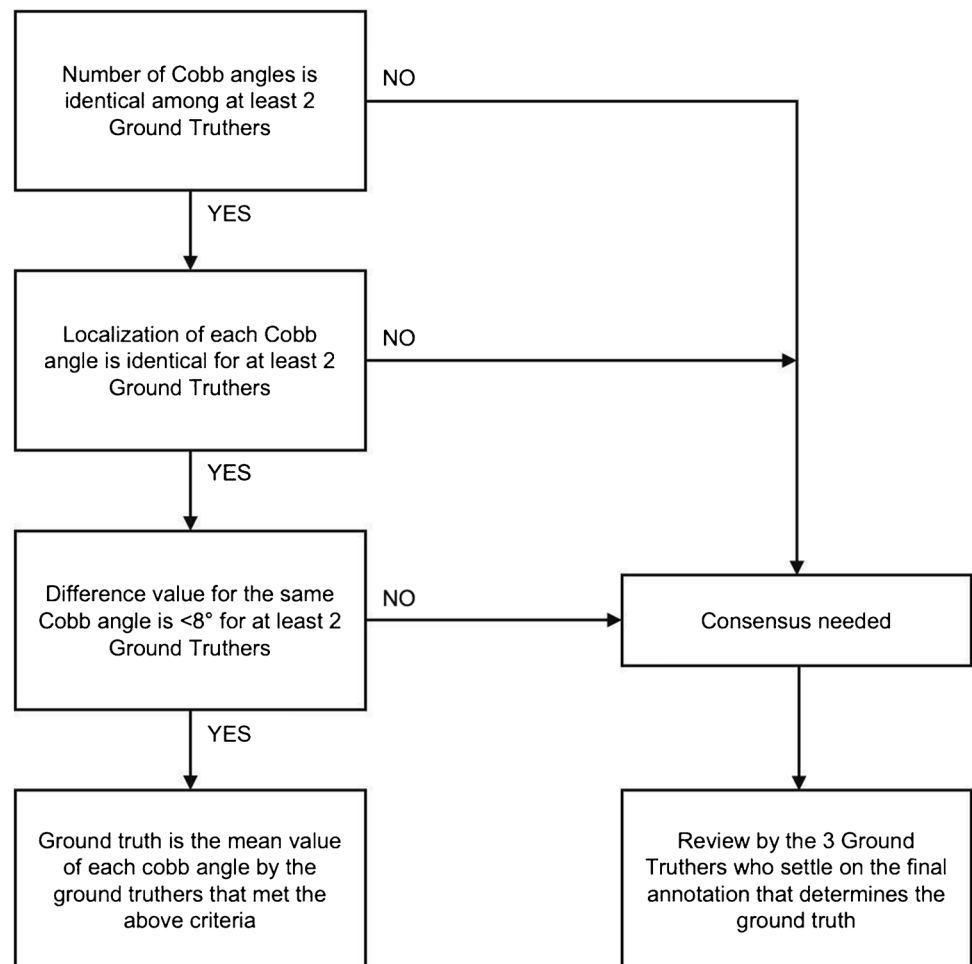 Number of Cobb angles is
identical among at least 2
Ground Truthers
NO
YES
Localization of each Cobb
angle is identical for at least 2
Ground Truthers
NO
YES
Difference value for the same
Cobb angle is <8° for at least 2
Ground Truthers
NO
Consensus needed
YES
Ground truth is the mean value
of each cobb angle by the
ground truthers that met the
above criteria
Review by the 3 Ground
Truthers who settle on the final
annotation that determines the
ground truth